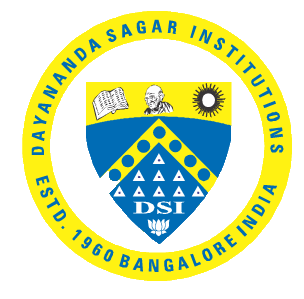 DAYANANDA SAGAR INSTITUTIONS
ESTD. 1960 BANGALORE INDIA
DSI